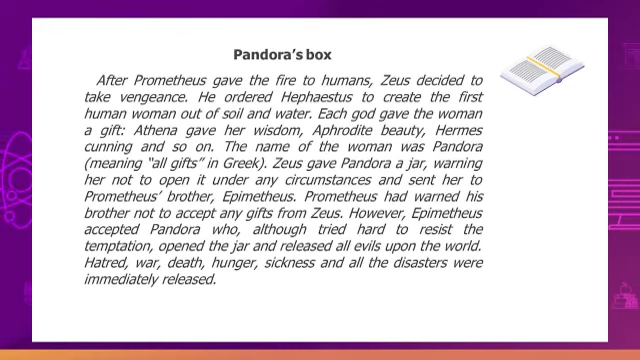 Pandora's box
After Prometheus gave the fire to humans, Zeus decided to
take vengeance. He ordered Hephaestus to create the first
human woman out of soil and water. Each god gave the woman
a gift: Athena gave her wisdom, Aphrodite beauty, Hermes
cunning and so on. The name of the woman was Pandora
(meaning “all gifts” in Greek). Zeus gave Pandora a jar, warning
her not to open it under any circumstances and sent her to
Prometheus’ brother, Epimetheus. Prometheus had warned his
brother not to accept any gifts from Zeus. However, Epimetheus
accepted Pandora who, although tried hard to resist the
temptation, opened the jar and released all evils upon the world.
Hatred, war, death, hunger, sickness and all the disasters were
immediately released.